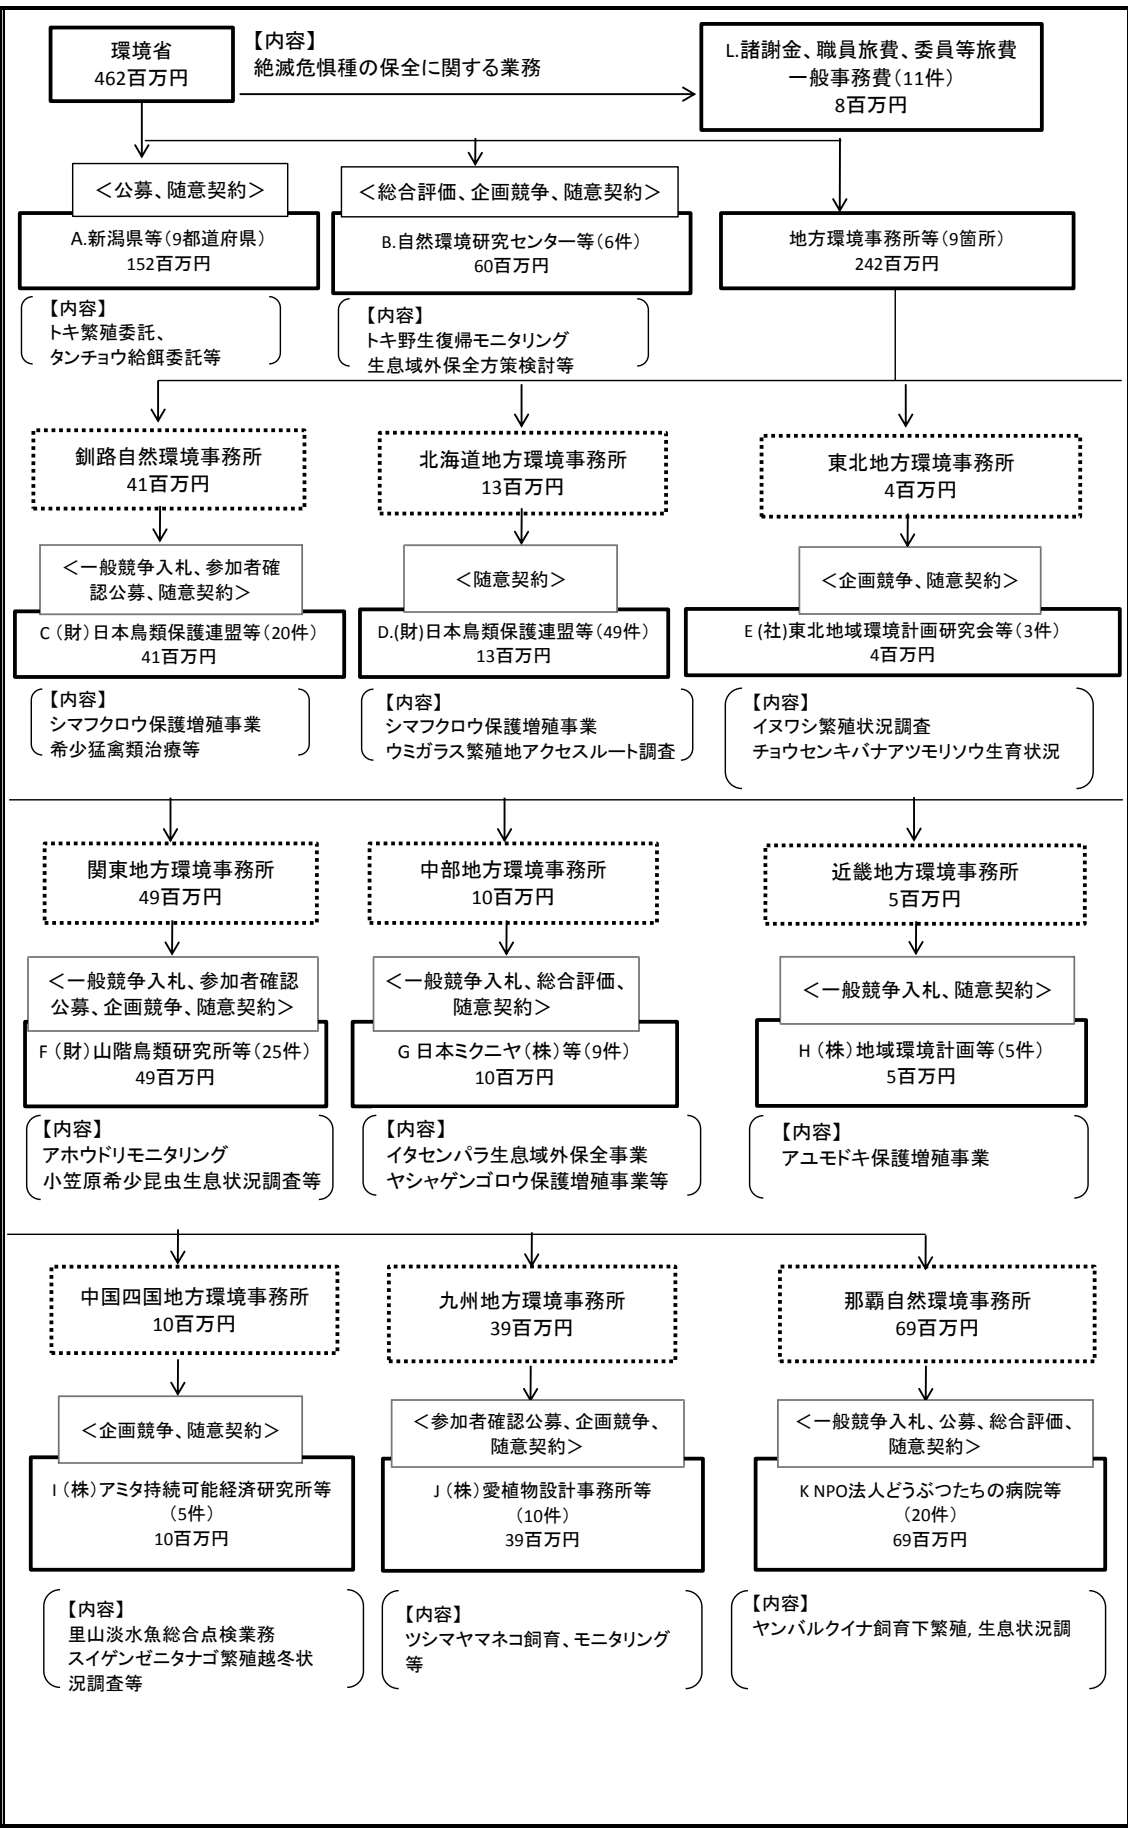 環境省
462百万円
【内容】
絶滅危惧種の保全に関する業務
L.諸謝金、職員旅費、委員等旅費
一般事務費（11件）
8百万円
＜公募、随意契約＞
A.新潟県等（9都道府県）
152百万円
【内容】
トキ繁殖委託、
タンチョウ給餌委託等
＜総合評価、企画競争、随意契約＞
B.自然環境研究センター等（6件）
60百万円
【内容】
トキ野生復帰モニタリング
生息域外保全方策検討等
地方環境事務所等（9箇所）
242百万円
釧路自然環境事務所
41百万円
＜一般競争入札、参加者確
認公募、随意契約＞
C （財）日本鳥類保護連盟等（20件）
41百万円
【内容】
シマフクロウ保護増殖事業
希少猛禽類治療等
北海道地方環境事務所
13百万円
＜随意契約＞
D.(財)日本鳥類保護連盟等（49件）
13百万円
【内容】
シマフクロウ保護増殖事業
ウミガラス繁殖地アクセスルート調査
東北地方環境事務所
4百万円
＜企画競争、随意契約＞
E (社)東北地域環境計画研究会等（3件）
4百万円
【内容】
イヌワシ繁殖状況調査
チョウセンキバナアツモリソウ生育状況
関東地方環境事務所
49百万円
＜一般競争入札、参加者確認
公募、企画競争、随意契約＞
F （財）山階鳥類研究所等（25件）
49百万円
【内容】
アホウドリモニタリング
小笠原希少昆虫生息状況調査等
中部地方環境事務所
10百万円
＜一般競争入札、総合評価、
随意契約＞
G 日本ミクニヤ（株）等（9件）
10百万円
【内容】
イタセンパラ生息域外保全事業
ヤシャゲンゴロウ保護増殖事業等
近畿地方環境事務所
5百万円
＜一般競争入札、随意契約＞
H （株）地域環境計画等（5件）
5百万円
【内容】
アユモドキ保護増殖事業
中国四国地方環境事務所
10百万円
＜企画競争、随意契約＞
I （株）アミタ持続可能経済研究所等
（5件）
10百万円
【内容】
里山淡水魚総合点検業務
スイゲンゼニタナゴ繁殖越冬状
況調査等
九州地方環境事務所
39百万円
＜参加者確認公募、企画競争、
随意契約＞
J （株）愛植物設計事務所等
（10件）
39百万円
【内容】
ツシマヤマネコ飼育、モニタリング
等
那覇自然環境事務所
69百万円
＜一般競争入札、公募、総合評価、
随意契約＞
K NPO法人どうぶつたちの病院等
（20件）
69百万円
【内容】
ヤンバルクイナ飼育下繁殖, 生息状況調